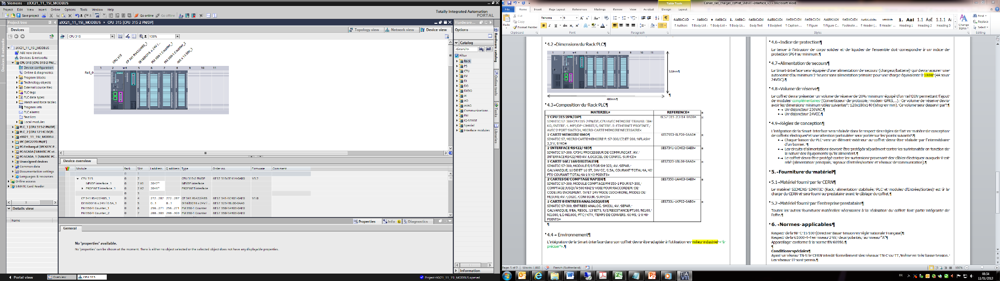 Siemens - zXX21_11_1SI_MODBUS
Project Edit View Insert Online Options Tools Window Help
Totally Integrated Automation
PORTAL
Save project
Go online
Go offline
Project tree
Devices
Devices & networks
zXX21_11_1SI_MODBUS
Add new device
Devices & networks
CPU 315 [CPU 315-2 PN/...
Device configuration
Online & diagnostics
Program blocks
Technology objects
External source files
PLC tags
PLC data types
Watch and force tables
Program info
PLC alarms
Text lists
Local modules
PLC_1 [CPU 315-2 PN/DP]
PLC_2 [CPU 1214C DC/D...
zXX21_11_1SI_MODBU...
IPC [IPC227D PN/IE]
PC-Embarqué [IPC427C P...
PC-SCADA [SIMATIC PC st...
PC-SCADA_1 [SIMATIC PC...
Unassigned devices
Common data
Documentation settings
Languages & resources
Online access
SIMATIC Card Reader
Details view
Name
zXX21_11_1SI_MODBUS ▸ CPU 315 [CPU 315-2 PN/DP]
Topology view
Network view
Device view
CPU 315
100%
CPU 315
CP 341 RS422/485_1
DI16/DO16 x 24V /...
FM 350-1 Counter_1
FM 350-1 Counter_2
AI8 x 13 bits_1
1 2 4 5 6 7 8 9 10 11
Rail_0
Device overview
Module Rack Slot I address Q address Type Order no. Firmware Comment
0 1
CPU 315 0 2 CPU 315-2 PN/DP 6ES7 315-2EH14-0AB0 V3.2
MPI/DP interface_1 0 2 X1 2047* MPI/DP interface
PROFINET interface_1 0 2 X2 2046* PROFINET interface
0 3
CP 341 RS422/485_1 0 4 272...287 272...287 CP 341 RS422/485 6ES7 341-1CH01-0AE0 V1.0
DI16/DO16 x 24V / 0.5A_1 0 5 0...1 0...1 DI16/DO16 x 24V /... 6ES7 323-1BL00-0AA0
FM 350-1 Counter_1 0 6 256...271 256...271 FM 350-1 Counter 6ES7 350-1AH03-0AE0
FM 350-1 Counter_2 0 7 288...303 288...303 FM 350-1 Counter 6ES7 350-1AH03-0AE0
Properties
Info
Diagnostics
General
No 'properties' available.
No 'properties' can be shown at the moment. There is either no object selected or the selected object does not have any displayable properties.
Hardware...
Options
Catalog
<Search>
Filter
Rack
PS
CPU
IM
DI
DO
DI/DO
AI
AO
AI/AO
Communications ...
FM
IQ-SENSE
Special
Interface modules
Information
Hardware catalog
Online tools
Tasks
Libraries
Portal view
Overview
CPU 315
Project zXX21_11_1SI_MODBUS opened
Table Tools
Cahier_des_charges_coffret_SMART-Interface_V3 - Microsoft Word
File Home Insert Page Layout References Mailings Review View Acrobat Design Layout
Paste
Cut
Copy
Format Painter
Clipboard
Tahoma
9
Font
Paragraph
Styles
¶ Authors ¶ Body List ¶ Body Lis... Body Text ¶ Bodytext ¶ Caption ... ¶ Figure ¶ Figure C... Footnote ... ¶ Header (... ¶ Header ... Heading 1 Heading 2 Heading 3
Change
Styles
Find
Replace
Select
Editing
4.2 Dimensions du Rack PLC¶
1 2 4 5 6 7 8 9 10 11
122mm¶
480mm¶
4.3 Composition du Rack PLC¶
MATERIEL¤ REFERENCE¤
1 CPU 315 2PN/DP¶ 6ES7 315-2EH14-0AB0¤
SIMATIC S7-300 CPU 315-2 PN/DP, CPU AVEC MEMOIRE TRAVAIL 384
KO, INTERF. 1. MPI/DP 12MBIT/S, INTERF. 2. ETHERNET PROFINET,
AVEC 2 PORT SWITCH, MICRO-CARTE MEMOIRE NECESSAIRE¤
1 CARTE MEMOIRE 8MO¶ 6ES7953-8LP20-0AA0¤
SIMATIC S7, MICRO CARTE MEMOIRE P. S7-300/C7/ET 200, NFLASH
3,3 V, 8 MO¤
1 INTERFACE RS422/ 485¶ 6ES7341-1CH02-0AE0¤
SIMATIC S7-300, CP341 PROCESSEUR DE COMMUNICAT. AV.
INTERFACE RS422/485 AV. LOGICIEL DE CONFIG. SUR CD¤
1 CARTE 16E/ 16S DIGITALES¶ 6ES7323-1BL00-0AA0¤
SIMATIC S7-300, MODULE E/S TOR SM 323, AV. SEPAR.
GALVANIQUE, 16 DE ET 16 ST, 24V CC, 0.5A, COURANT TOTAL 4A, 40
PTS COURANT TOTAL 4A 1 X 40 POINTS¤
2 CARTES DE COMPTAGE RAPIDE¶ 6ES7350-1AH03-0AE0¤
SIMATIC S7-300, MODULE COMPTAGE FM 350-1 POUR S7-300,
COMPTAGE JUSQU'A 500 KHZ 1 VOIE POUR RACCORDEM. DE
CODEURS INCREMENT. 5V ET 24V MODE ISOCHRONE, MODES DE
MESURE AV. LOGIC. CONFIGUR. SUR CD¤
1 CARTE 8 ENTREES ANALOGIQUES¶ 6ES7331-1KF02-0AB0¤
SIMATIC S7-300, ENTREES ANALOG. SM331, AV. SEPAR.
GALVANIQUE, 8 EA, RESOL. 13 BITS, U/I/RESISTANCE/PT100, NI100,
NI1000, LG-NI1000, PTC / KTY, TEMPS DE CONVERS. 66 MS, 1 X 40
POINTS¤
4.4 Environnement¶
L'intégration de la Smart-Interface dans son coffret devra être adaptée à l'utilisation en milieu industriel «à
préciser».¶
4.6 Indice de protection¶
La tenue à l'intrusion de corps solides et de liquides de l'ensemble doit correspondre à un indice de
protection IP64 au minimum.¶
4.7 Alimentation de secours¶
La Smart-Interface sera équipée d'une alimentation de secours (chargeur/batterie) qui devra assurer une
autonomie d'au minimum 2 heures sans alimentation primaire pour une charge équivalente à 100W (4A sous
24VDC).¶
4.8 Volume de réserve¶
Le coffret devra présenter un volume de réserve de 20% minimum équipé d'un rail DIN permettant l'ajout
de modules complémentaires (Convertisseur de protocole, modem GPRS,...). Ce volume de réserve devra
avoir les dimensions minimum utiles suivantes : 120x180x140 (lxhxp en mm). Ce volume sera desservi par :¶
• Un disjoncteur 230VAC.¶
• Un disjoncteur 24VCC.¶
4.9 Règles de conception¶
L'intégration de la Smart-Interface sera réalisée dans le respect des règles de l'art en matière de conception
de coffrets électriques et une attention particulière sera portée sur les points suivants :¶
• Chaque liaison du PLC vers un élément extérieur au coffret devra être réalisée par l'intermédiaire
d'un bornier.¶
• Les circuits d'alimentations devront être protégés séparément contre les surintensités en fonction de
la nature des équipements qu'ils alimentent.¶
• Le coffret devra être protégé contre les surtensions provenant des câbles électriques auxquels il est
relié (alimentation principale, signaux d'entrées/sorties et réseaux de communication).¶
5. Fourniture du matériel¶
5.1 Matériel fourni par le CERN¶
Le matériel SIEMENS SIMATIC (Rack, alimentation stabilisée, PLC et modules d'Entrées/Sorties) est à la
charge du CERN et sera fourni au prestataire avant le câblage du coffret.¶
5.2 Matériel fourni par l'entreprise prestataire¶
Toutes les autres fournitures matérielles nécessaires à la réalisation du coffret font partie intégrante de
l'offre.¶
6. Normes applicables¶
Respect de la NF C 15 100 (Directive Basse tension en règle nationale Française)¶
Respect de la 61000-4-4 en niveau 2 kV, deux polarités, au niveau "A"¶
Appareillage conforme à la norme EN 60950.¶
¶
Conditions spéciales¶
Ayant un réseau TN-S le CERN interdit formellement des réseaux TN-C ou TT, même en très basse tension.
Les réseaux IT sont permis.¶
Page: 5 of 7 Words: 1,080 French (Switzerland) 106%
TIA
V11
FR
08:54
11/01/2013